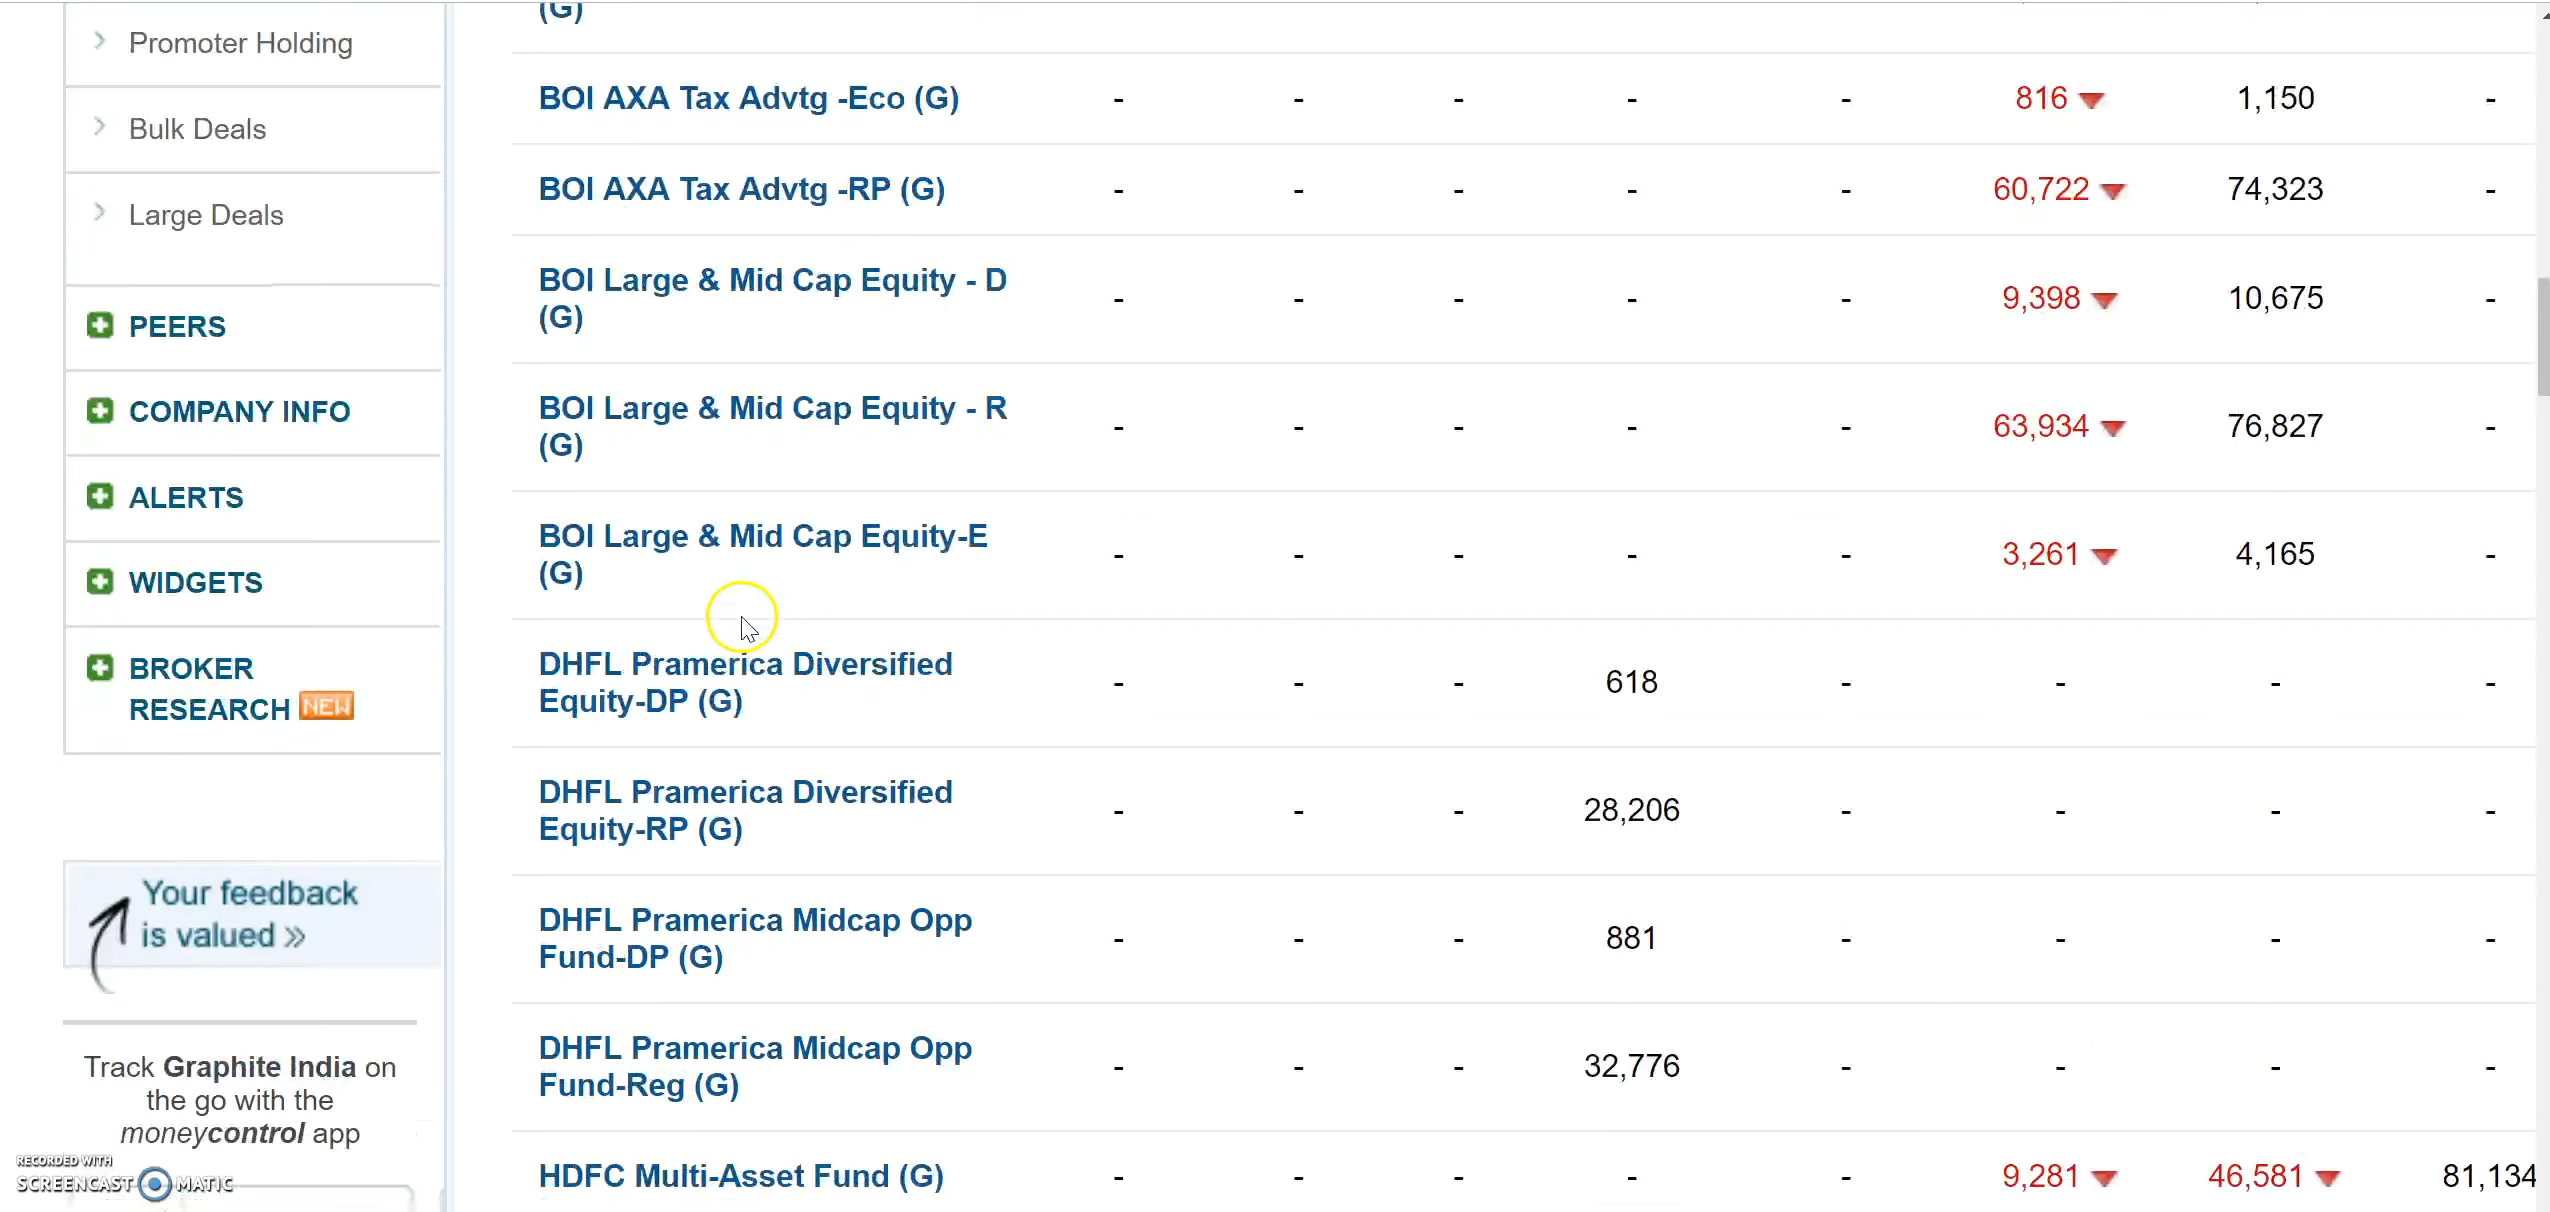 Promoter Holding
Bulk Deals
Large Deals
PEERS
COMPANY INFO
ALERTS
WIDGETS
BROKER
RESEARCH NEW
Your feedback
is valued »
Track Graphite India on
the go with the
moneycontrol app
RECORDED WITH
SCREENCAST MATIC
(G)
BOI AXA Tax Advtg -Eco (G) - - - - - 816 1,150 -
BOI AXA Tax Advtg -RP (G) - - - - - 60,722 74,323 -
BOI Large & Mid Cap Equity - D
(G) - - - - - 9,398 10,675 -
BOI Large & Mid Cap Equity - R
(G) - - - - - 63,934 76,827 -
BOI Large & Mid Cap Equity-E
(G) - - - - - 3,261 4,165 -
DHFL Pramerica Diversified
Equity-DP (G) - - - 618 - - - -
DHFL Pramerica Diversified
Equity-RP (G) - - - 28,206 - - - -
DHFL Pramerica Midcap Opp
Fund-DP (G) - - - 881 - - - -
DHFL Pramerica Midcap Opp
Fund-Reg (G) - - - 32,776 - - - -
HDFC Multi-Asset Fund (G) - - - - - 9,281 46,581 81,134